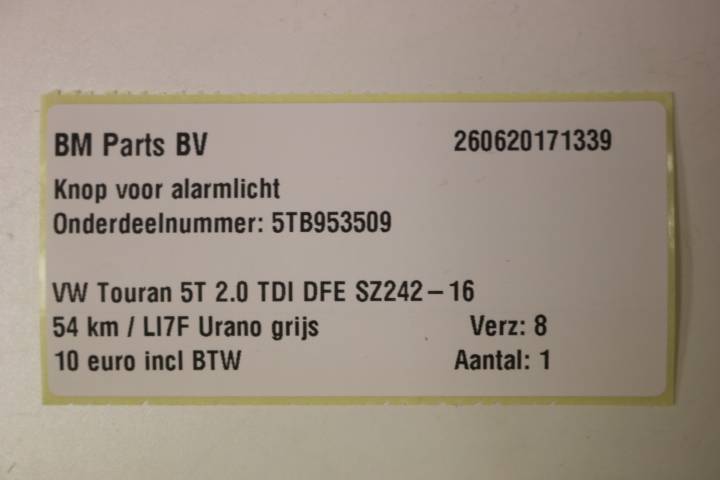 BM Parts BV 260620171339
Knop voor alarmlicht
Onderdeelnummer: 5TB953509
VW Touran 5T 2.0 TDI DFE SZ242-16
54 km / LI7F Urano grijs Verz: 8
10 euro incl BTW Aantal: 1